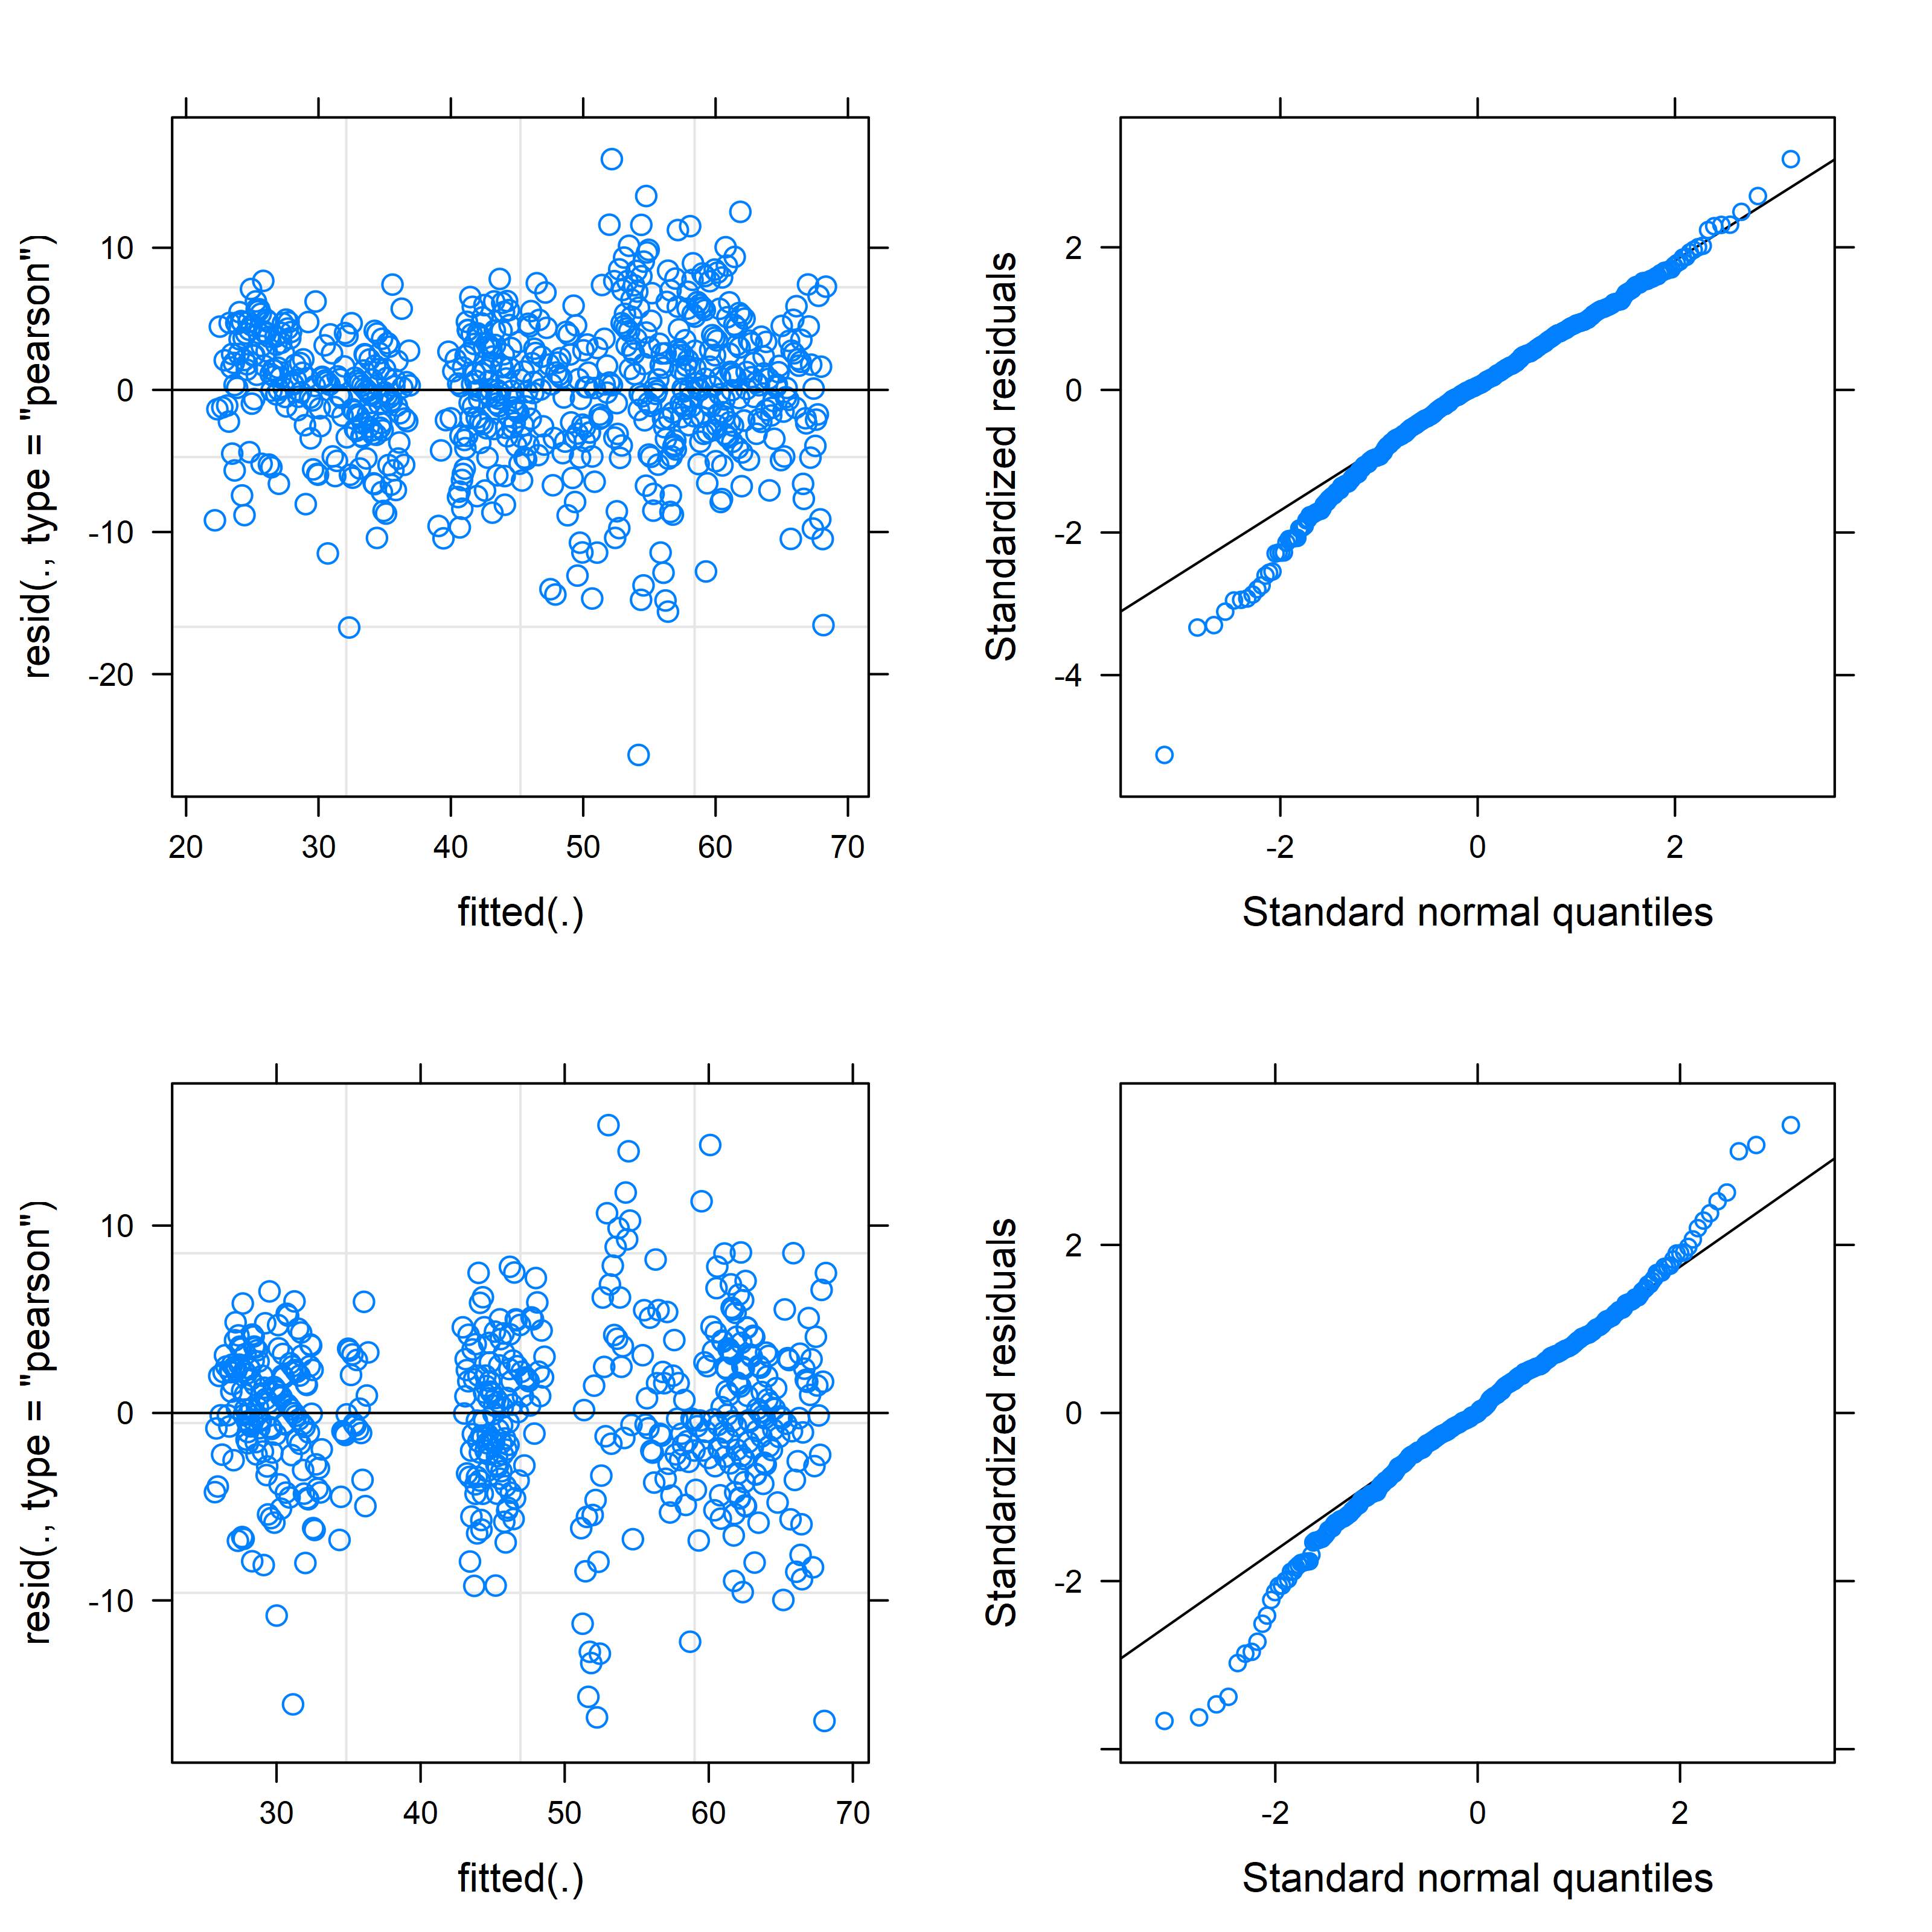 resid(., type = "pearson")
10
0
-10
-20
20 30 40 50 60 70
fitted(.)
Standardized residuals
2
0
-2
-4
-2 0 2
Standard normal quantiles
resid(., type = "pearson")
10
0
-10
30 40 50 60 70
fitted(.)
Standardized residuals
2
0
-2
-2 0 2
Standard normal quantiles